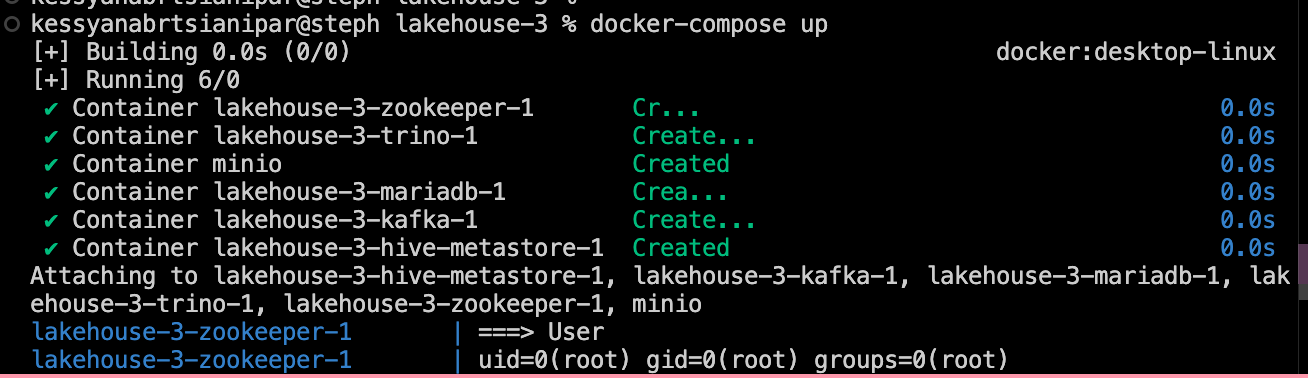 kessyanabrtsianipar@steph lakehouse-3 %
kessyanabrtsianipar@steph lakehouse-3 % docker-compose up
[+] Building 0.0s (0/0) docker:desktop-linux
[+] Running 6/0
✔ Container lakehouse-3-zookeeper-1 Cr... 0.0s
✔ Container lakehouse-3-trino-1 Create... 0.0s
✔ Container minio Created 0.0s
✔ Container lakehouse-3-mariadb-1 Crea... 0.0s
✔ Container lakehouse-3-kafka-1 Create... 0.0s
✔ Container lakehouse-3-hive-metastore-1 Created 0.0s
Attaching to lakehouse-3-hive-metastore-1, lakehouse-3-kafka-1, lakehouse-3-mariadb-1, lak
ehouse-3-trino-1, lakehouse-3-zookeeper-1, minio
lakehouse-3-zookeeper-1 | ===> User
lakehouse-3-zookeeper-1 | uid=0(root) gid=0(root) groups=0(root)